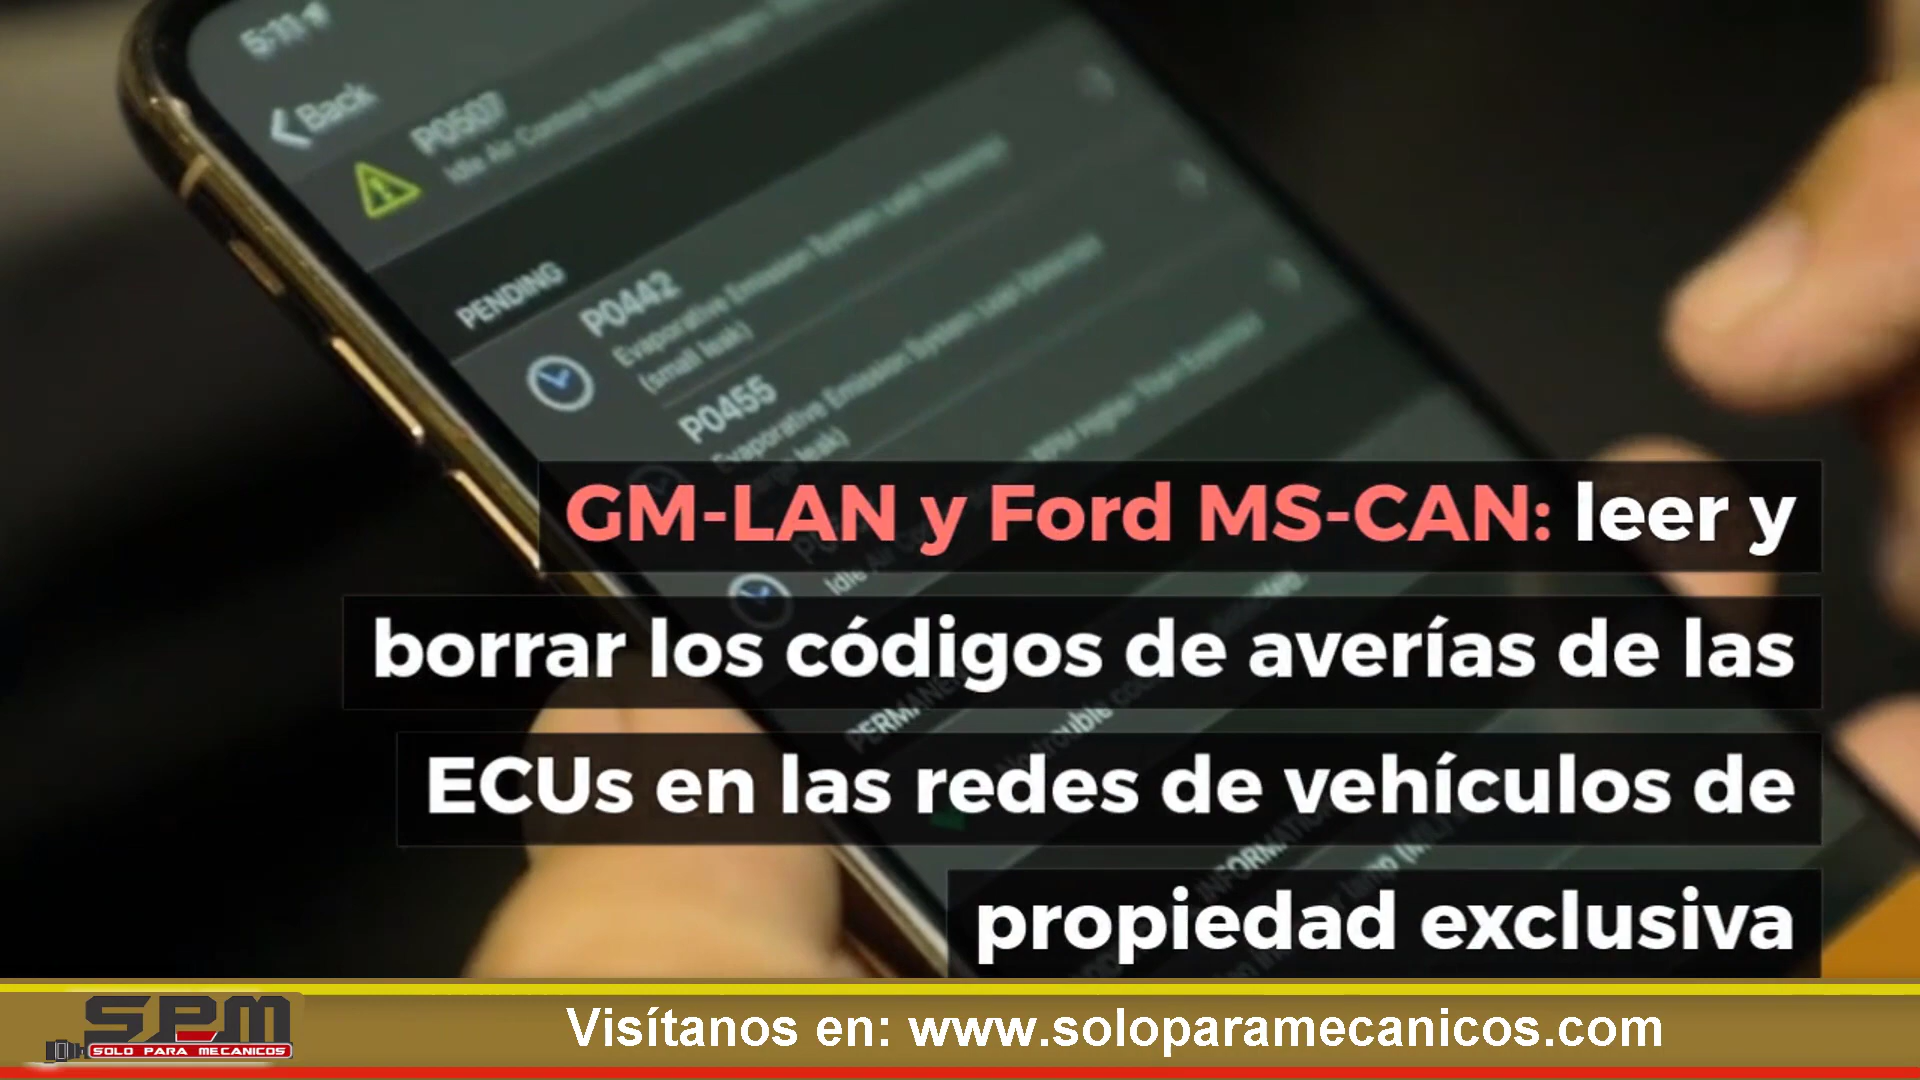 5:11
Back
P0507
Idle Air Control System
PENDING
P0442
Evaporative Emission System Leak Detected
(small leak)
P0455
Evaporative Emission System Leak Detected
RPM Higher Than Expected
GM-LAN y Ford MS-CAN: leer y
borrar los códigos de averías de las
ECUs en las redes de vehículos de
propiedad exclusiva
SPM
SOLO PARA MECANICOS
Visítanos en: www.soloparamecanicos.com